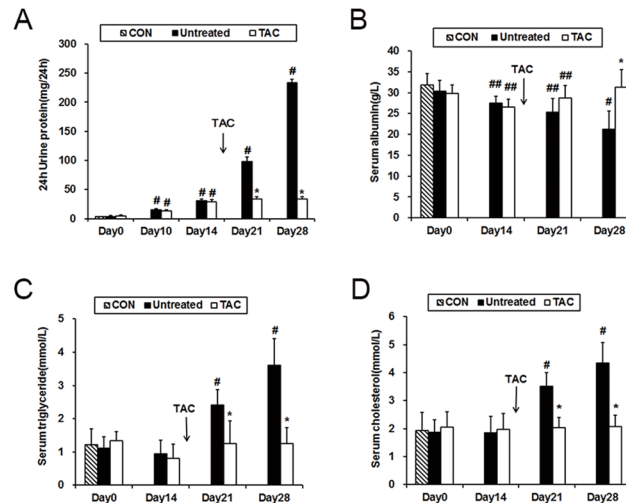 A
CON Untreated TAC
24h Urine protein(mg/24h)
300
250
200
150
100
50
0
TAC
# # # # # * # *
Day0 Day10 Day14 Day21 Day28
B
CON Untreated TAC
Serum albumin(g/L)
40
35
30
25
20
15
10
5
0
TAC
## ## ## ## # *
Day0 Day14 Day21 Day28
C
CON Untreated TAC
Serum triglyceride(mmol/L)
5
4
3
2
1
0
TAC
# * # *
Day0 Day14 Day21 Day28
D
CON Untreated TAC
Serum cholesterol(mmol/L)
6
5
4
3
2
1
0
TAC
# * # *
Day0 Day14 Day21 Day28